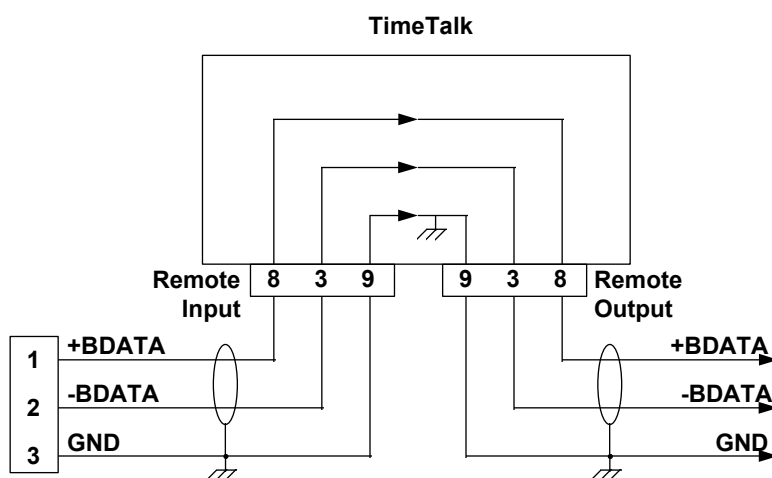 TimeTalk
Remote Input
8 3 9
9 3 8
Remote Output
1
+BDATA
+BDATA
2
-BDATA
-BDATA
3
GND
GND